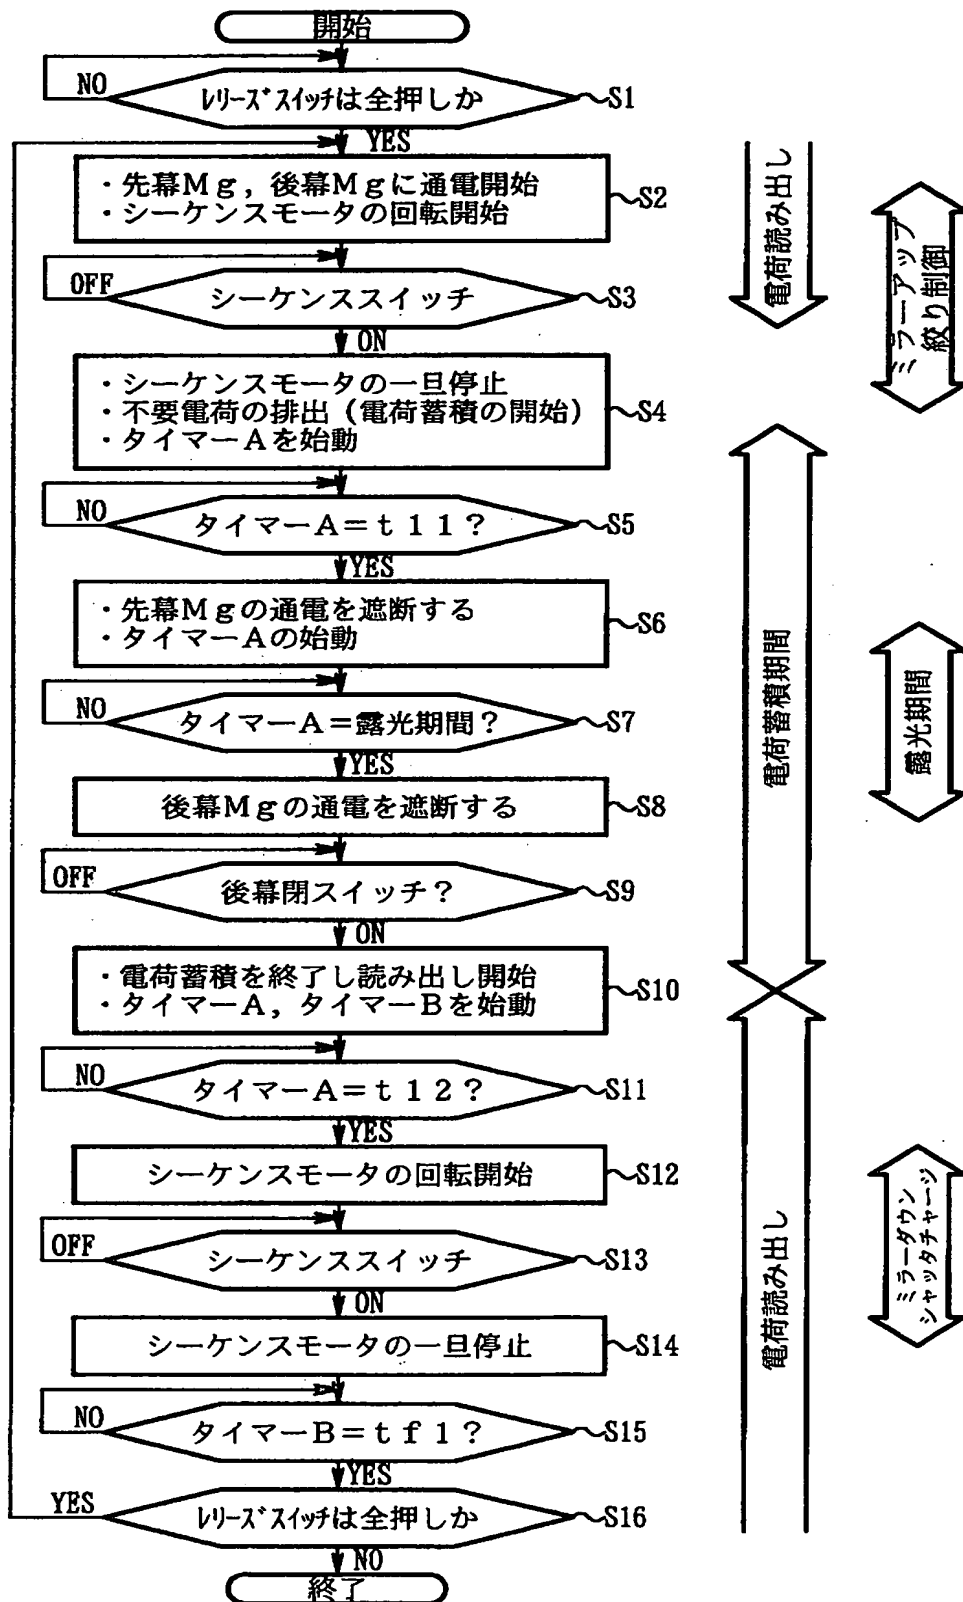 開始
NO
ﾚﾘｰｽﾞｽｲｯﾁは全押しか
S1
YES
・先幕Mg，後幕Mgに通電開始
・シーケンスモータの回転開始
S2
OFF
シーケンススイッチ
S3
ON
・シーケンスモータの一旦停止
・不要電荷の排出（電荷蓄積の開始）
・タイマーAを始動
S4
NO
タイマーA＝t11？
S5
YES
・先幕Mgの通電を遮断する
・タイマーAの始動
S6
NO
タイマーA＝露光期間？
S7
YES
後幕Mgの通電を遮断する
S8
OFF
後幕閉スイッチ？
S9
ON
・電荷蓄積を終了し読み出し開始
・タイマーA，タイマーBを始動
S10
NO
タイマーA＝t12？
S11
YES
シーケンスモータの回転開始
S12
OFF
シーケンススイッチ
S13
ON
シーケンスモータの一旦停止
S14
NO
タイマーB＝tf1？
S15
YES
YES
ﾚﾘｰｽﾞｽｲｯﾁは全押しか
S16
NO
終了
電荷読み出し
ミラーアップ
絞り制御
電荷蓄積期間
露光期間
電荷読み出し
ミラーダウン
シャッタチャージ